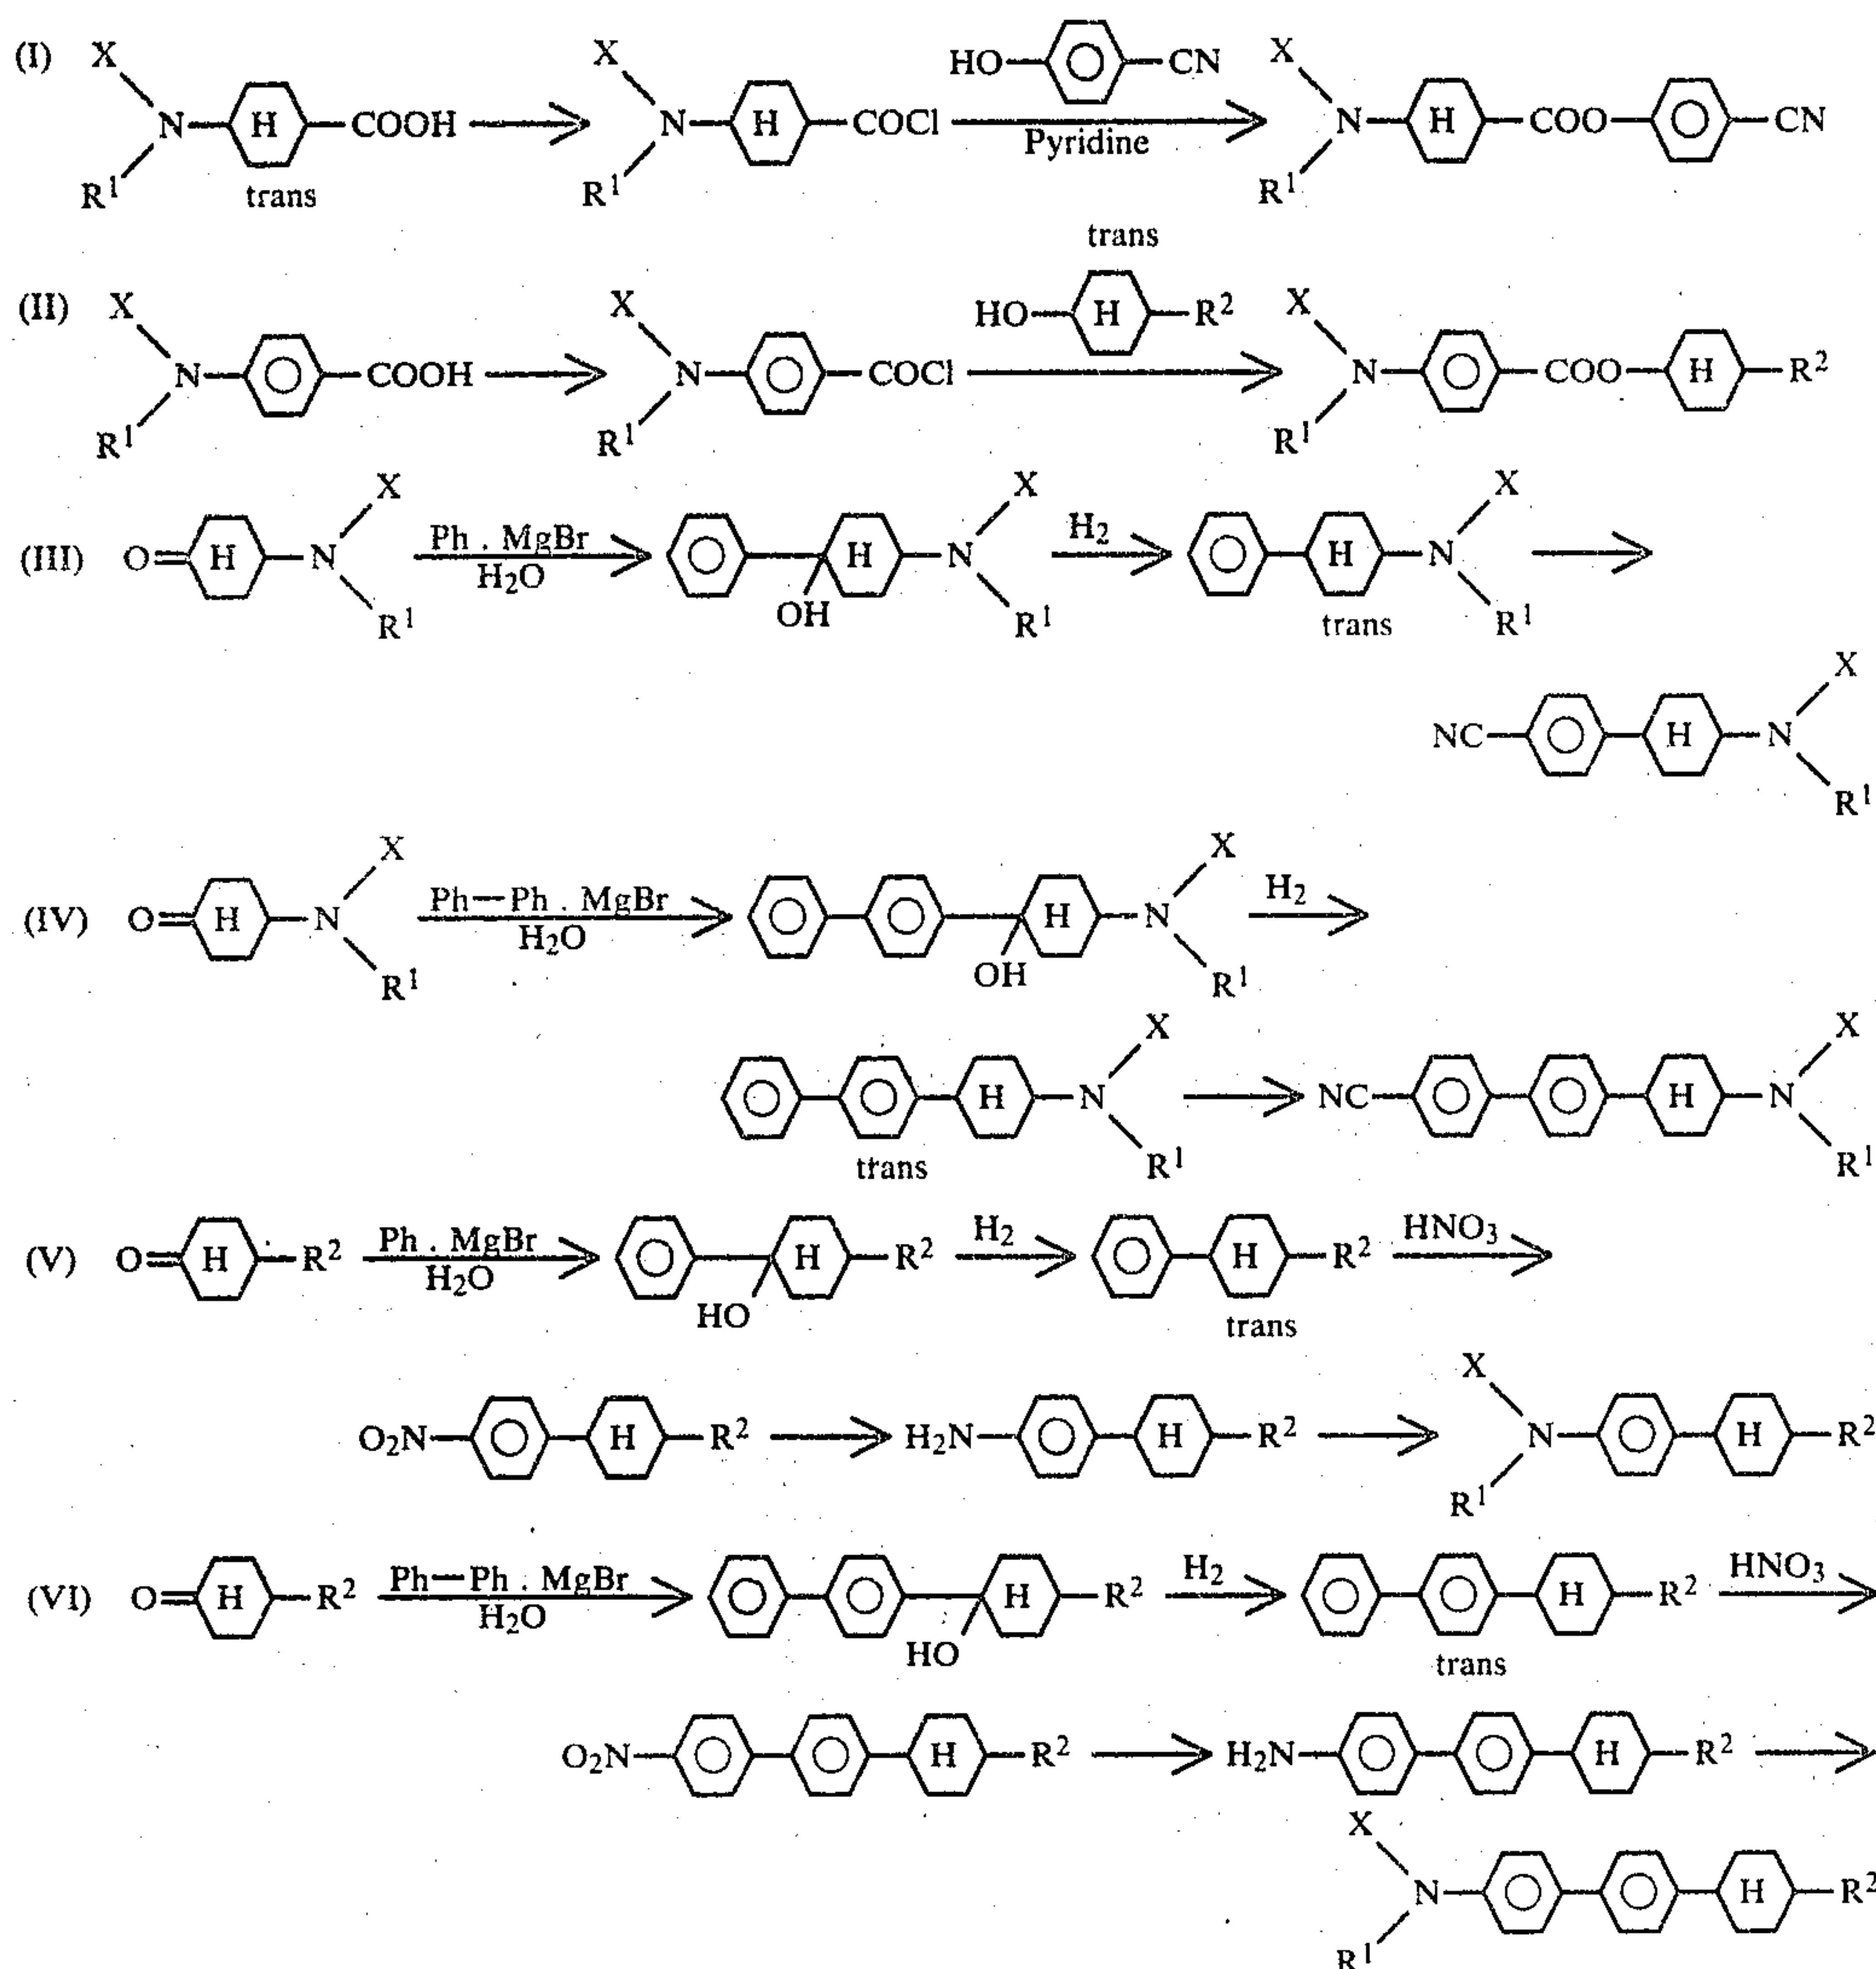 (I) X N H COOH R¹ trans X N H COCl R¹ HO CN Pyridine X N H COO CN R¹
(II) X N COOH R¹ X N COCl R¹ trans HO H R² X N COO H R² R¹
(III) O H N X R¹ Ph . MgBr H₂O OH H N X R¹ H₂ H trans N X R¹
NC H N X R¹
(IV) O H N X R¹ Ph—Ph . MgBr H₂O OH H N X R¹ H₂
H trans N X R¹ NC H N X R¹
(V) O H R² Ph . MgBr H₂O HO H R² H₂ H R² trans HNO₃
O₂N H R² H₂N H R² X N R¹ H R²
(VI) O H R² Ph—Ph . MgBr H₂O HO H R² H₂ H R² trans HNO₃
O₂N H R² H₂N H R²
X N R¹ H R²